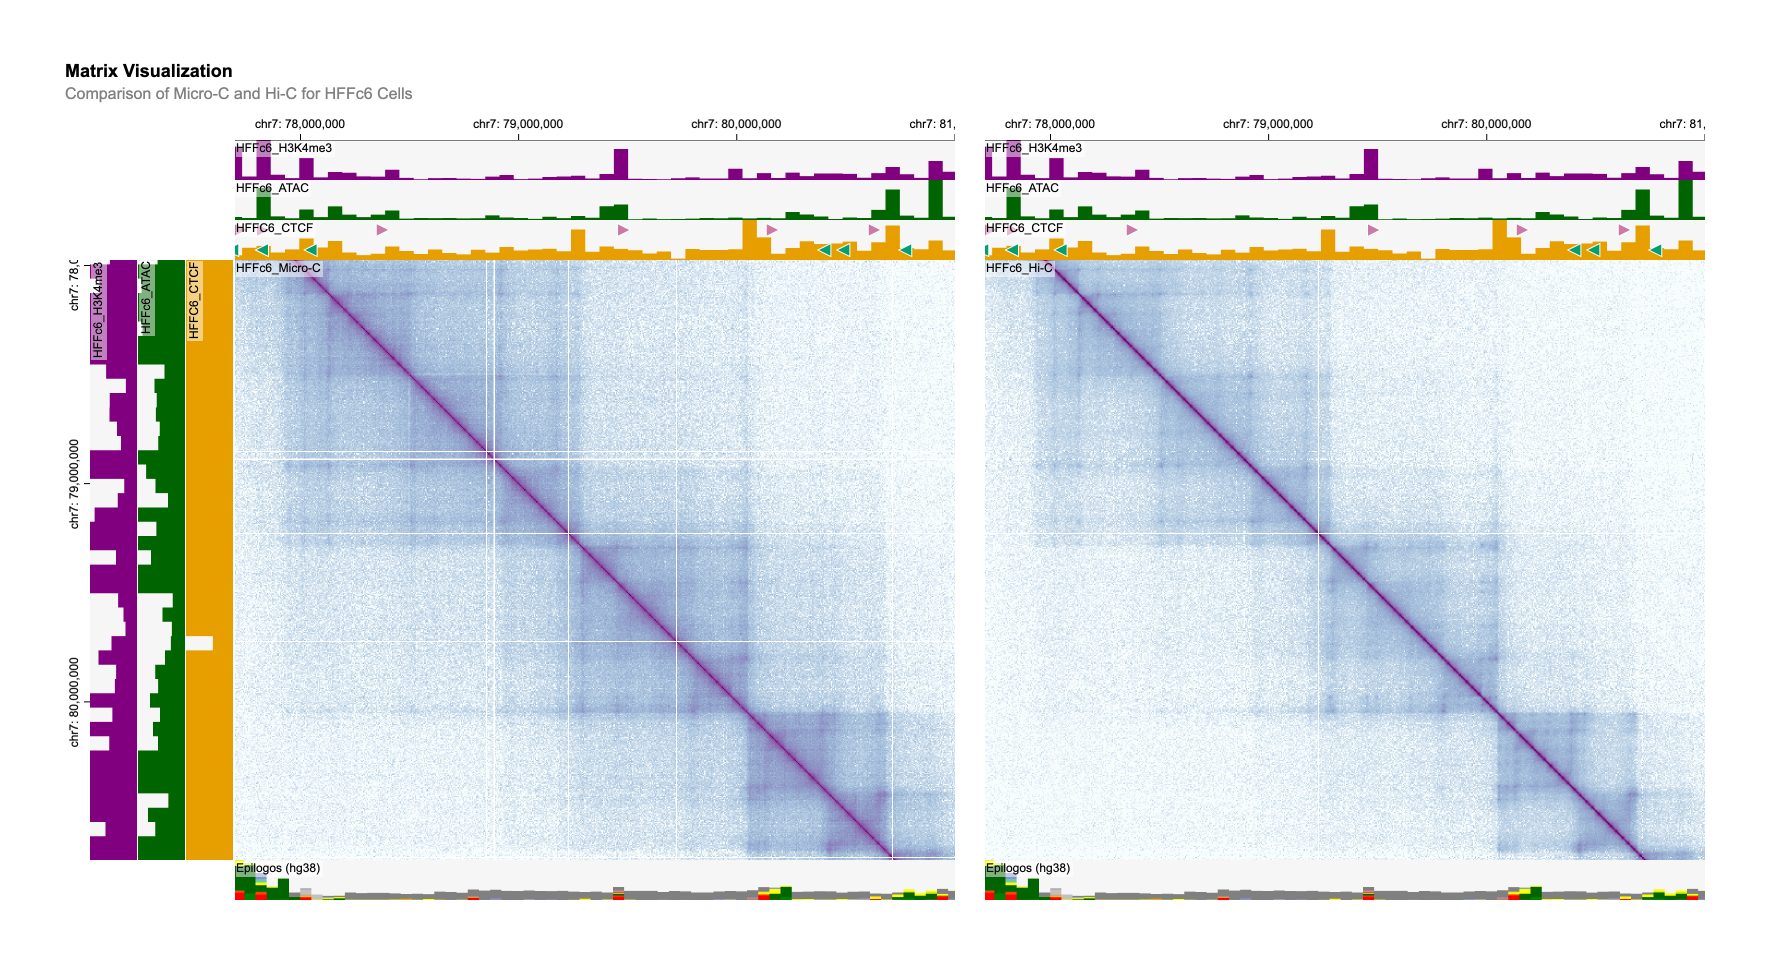 Matrix Visualization
Comparison of Micro-C and Hi-C for HFFc6 Cells
chr7: 78,000,000
chr7: 79,000,000
chr7: 80,000,000
chr7: 81,
chr7: 78,000,000
chr7: 79,000,000
chr7: 80,000,000
chr7: 81,
HFFc6_H3K4me3
HFFc6_H3K4me3
HFFc6_ATAC
HFFc6_ATAC
HFFC6_CTCF
HFFC6_CTCF
chr7: 78,(
chr7: 79,000,000
chr7: 80,000,000
HFFc6_H3K4me3
HFFc6_ATAC
HFFC6_CTCF
HFFc6_Micro-C
HFFc6_Hi-C
Epilogos (hg38)
Epilogos (hg38)